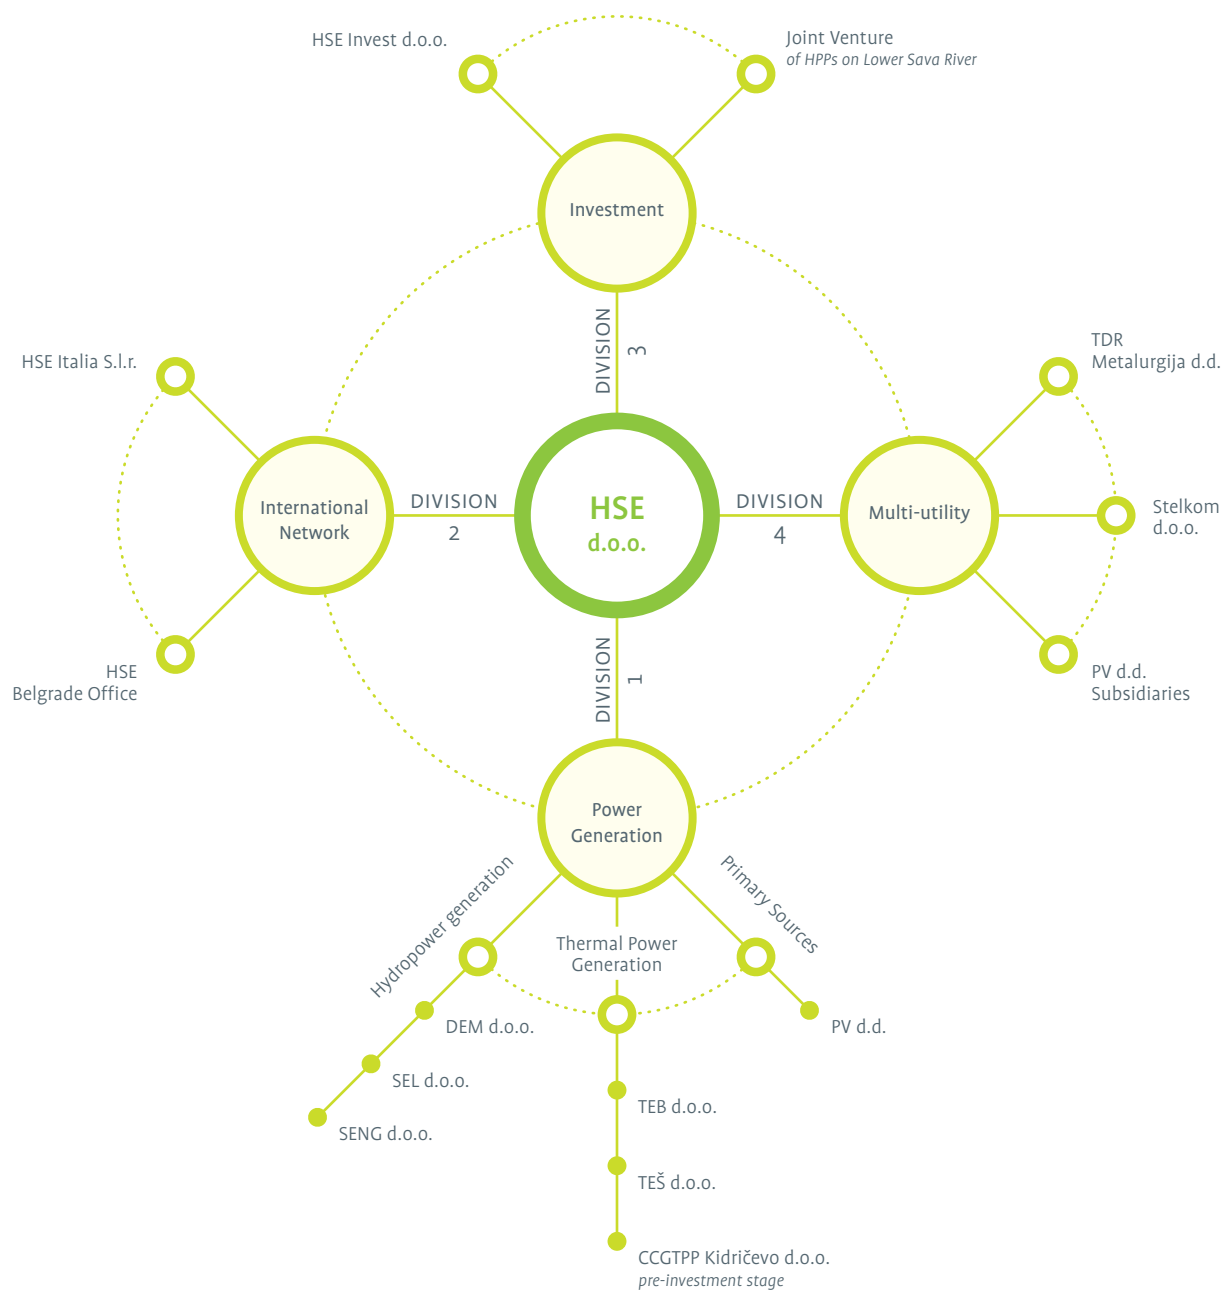 HSE Invest d.o.o.
Joint Venture
of HPPs on Lower Sava River
Investment
DIVISION
3
HSE Italia S.l.r.
TDR
Metalurgija d.d.
International
Network
DIVISION
2
HSE
d.o.o.
DIVISION
4
Multi-utility
Stelkom
d.o.o.
HSE
Belgrade Office
PV d.d.
Subsidiaries
DIVISION
1
Power
Generation
Hydropower generation
Thermal Power
Generation
Primary Sources
DEM d.o.o.
SEL d.o.o.
SENG d.o.o.
PV d.d.
TEB d.o.o.
TEŠ d.o.o.
CCGTPP Kidričevo d.o.o.
pre-investment stage